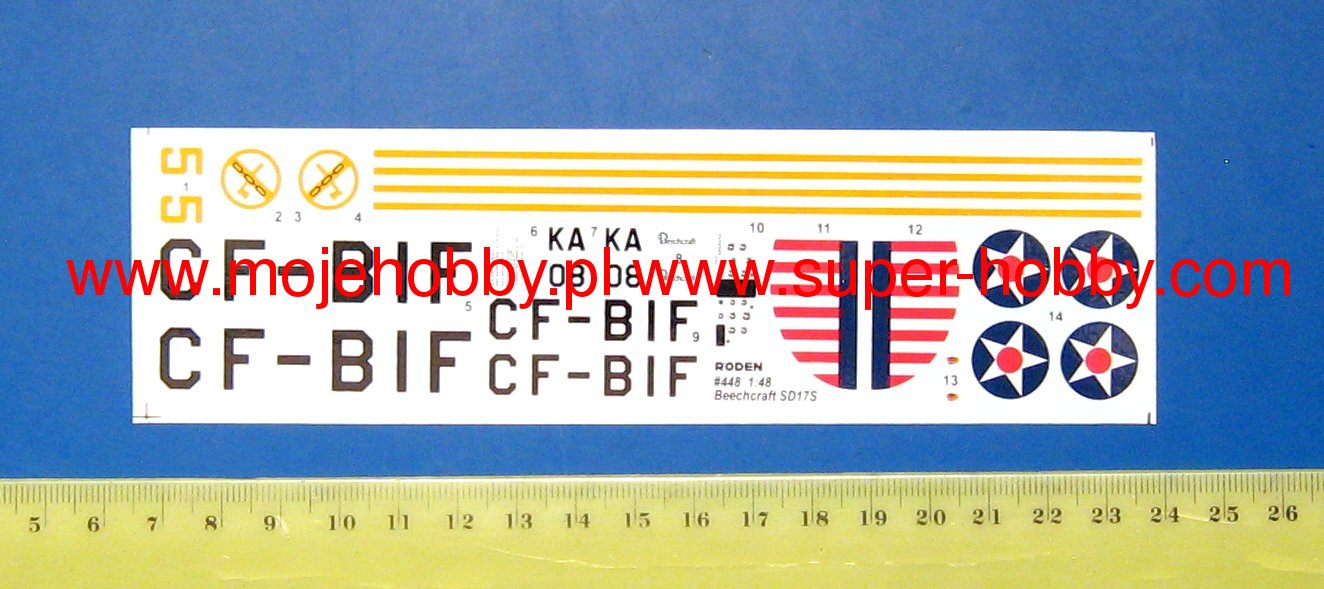 5
1
5
2 3 4
CF-BIF
5
CF-BIF
6 KA 7 KA
08 08
Beechcraft
8
Beechcraft
CF-BIF
9
CF-BIF
10 11 12
RODEN
#448 1:48
Beechcraft SD17S
13
14
www.mojehobby.pl
www.super-hobby.com
5 6 7 8 9 10 11 12 13 14 15 16 17 18 19 20 21 22 23 24 25 26